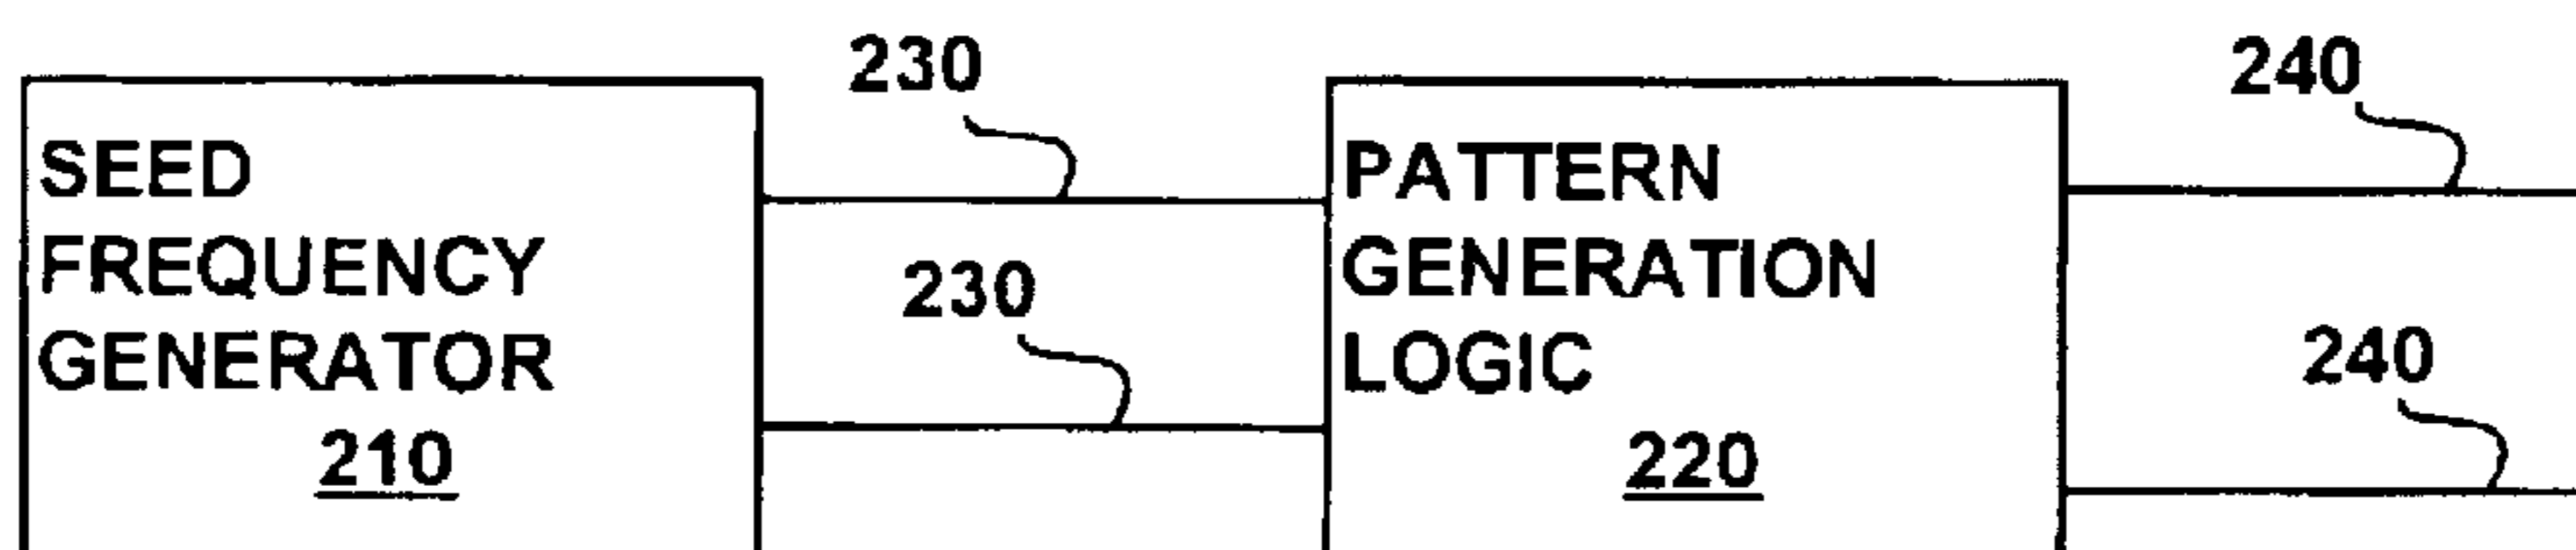 SEED
FREQUENCY
GENERATOR
210
230
230
PATTERN
GENERATION
LOGIC
220
240
240